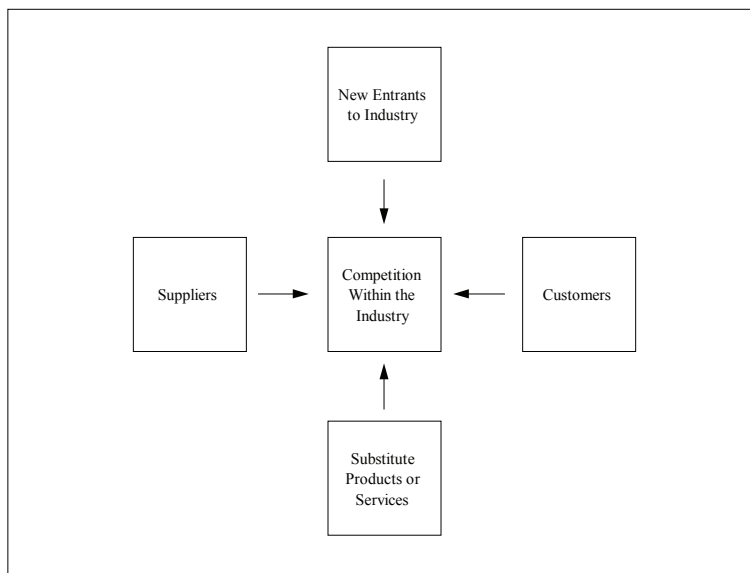 New Entrants
to Industry
Suppliers
Competition
Within the
Industry
Customers
Substitute
Products or
Services